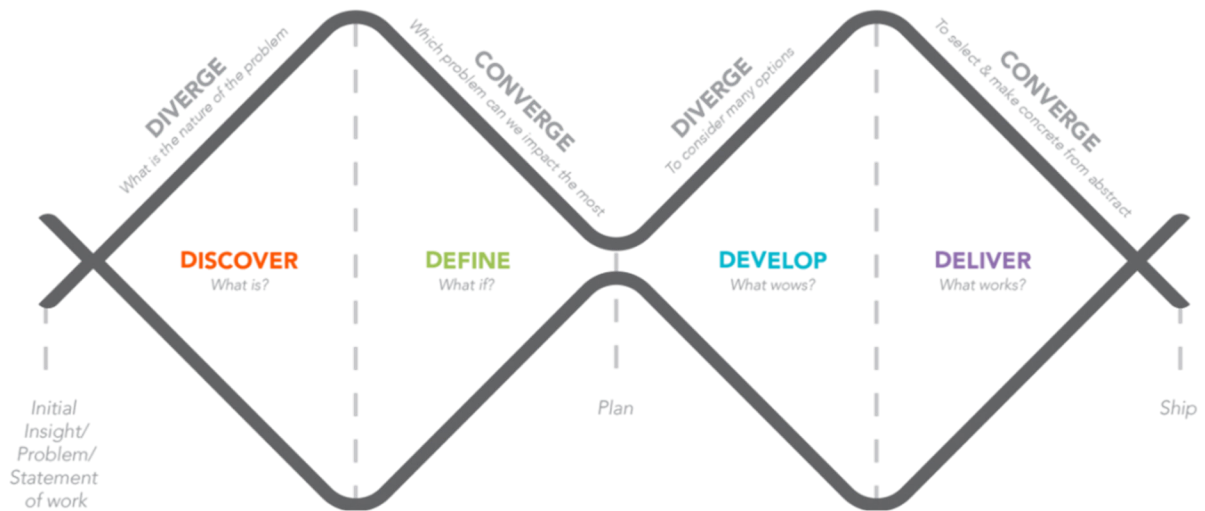 DIVERGE
What is the nature of the problem
CONVERGE
Which problem can we impact the most
DIVERGE
To consider many options
CONVERGE
To select & make concrete from abstract
DISCOVER
What is?
DEFINE
What if?
DEVELOP
What wows?
DELIVER
What works?
Initial
Insight/
Problem/
Statement
of work
Plan
Ship